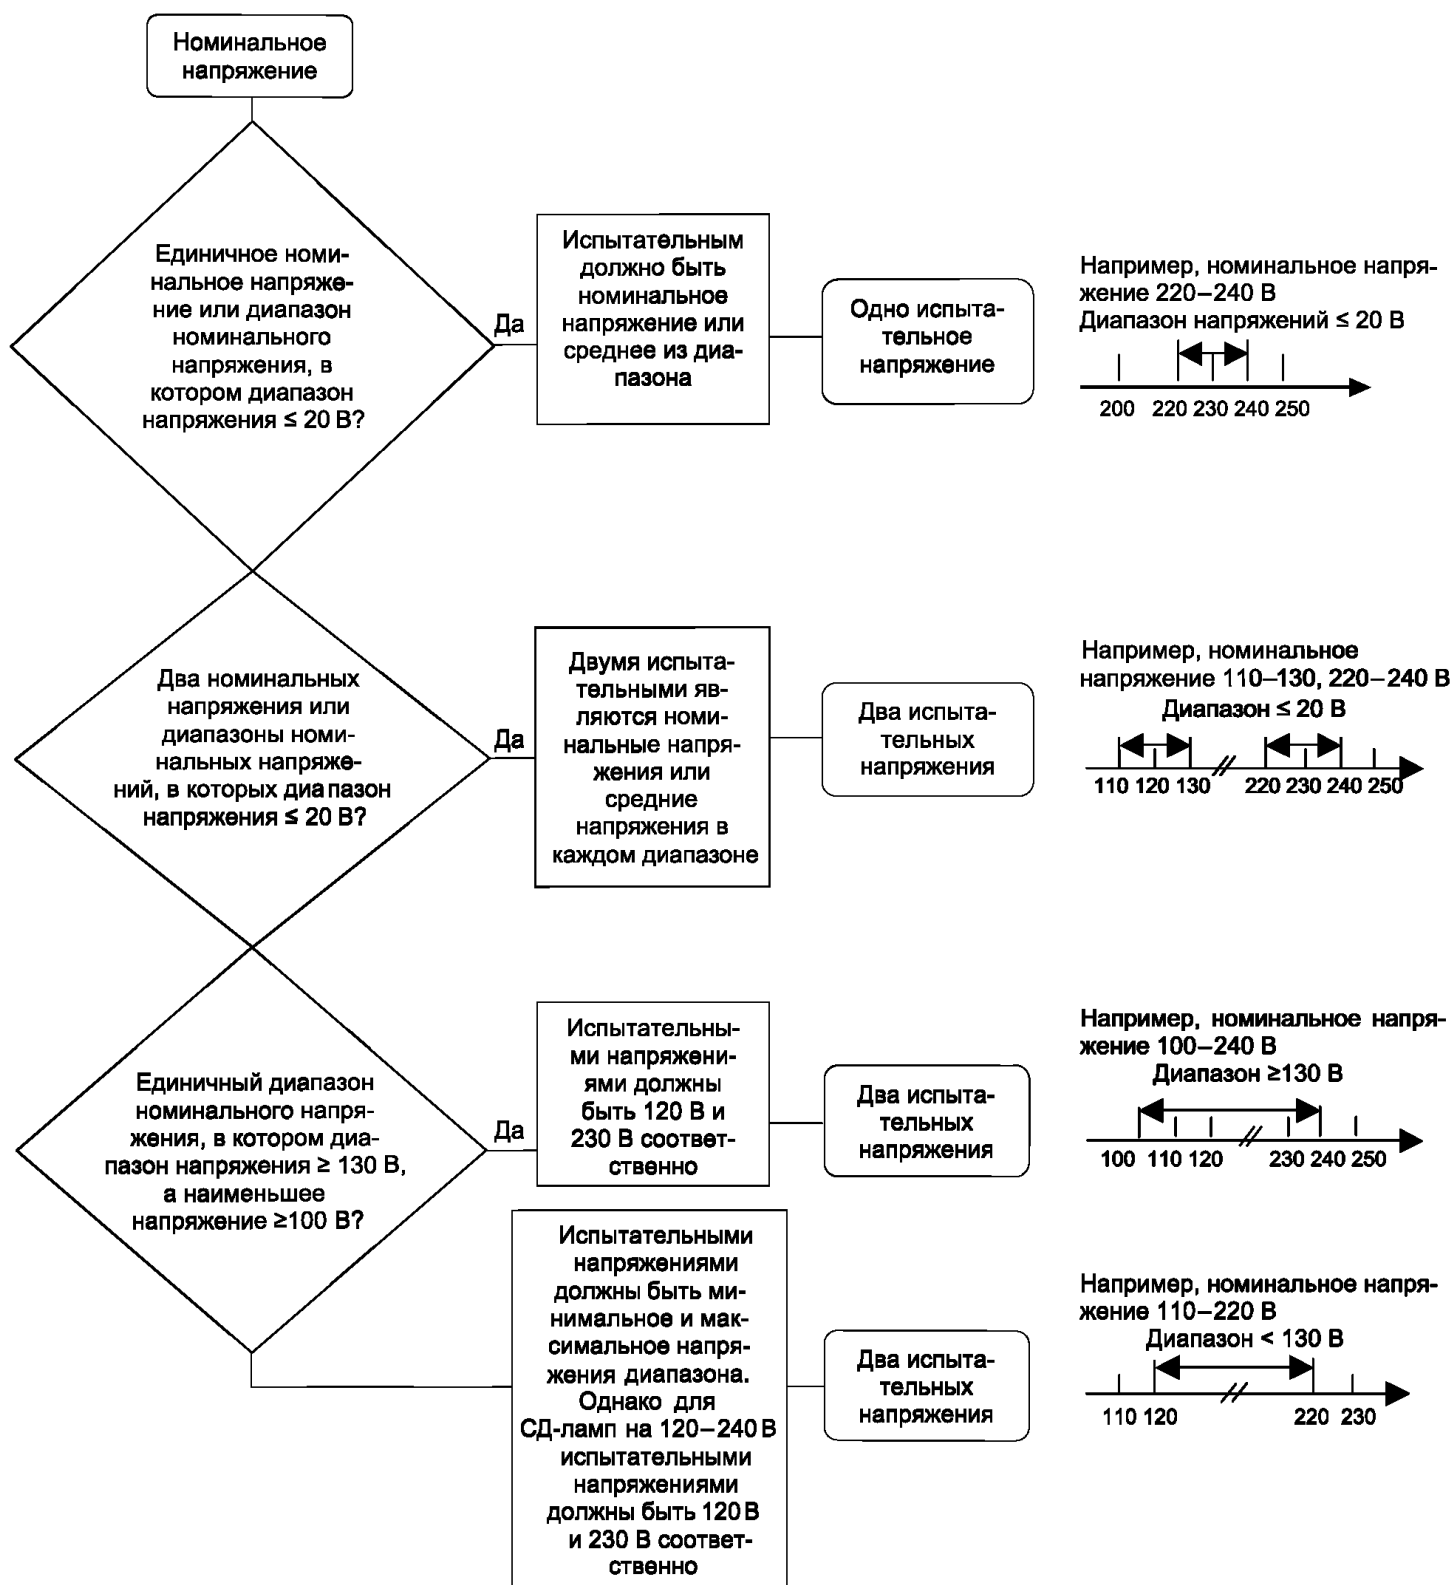 Номинальное
напряжение
Единичное номи-
нальное напряже-
ние или диапазон
номинального
напряжения, в
котором диапазон
напряжения ≤ 20 В?
Да
Испытательным
должно быть
номинальное
напряжение или
среднее из диа-
пазона
Одно испыта-
тельное
напряжение
Например, номинальное напря-
жение 220–240 В
Диапазон напряжений ≤ 20 В
200 220 230 240 250
Два номинальных
напряжения или
диапазоны номи-
нальных напряже-
ний, в которых диапазон
напряжения ≤ 20 В?
Да
Двумя испыта-
тельными яв-
ляются номи-
нальные напря-
жения или
средние
напряжения в
каждом диапазоне
Два испыта-
тельных
напряжения
Например, номинальное
напряжение 110–130, 220–240 В
Диапазон ≤ 20 В
110 120 130 220 230 240 250
Единичный диапазон
номинального напря-
жения, в котором диа-
пазон напряжения ≥ 130 В,
а наименьшее
напряжение ≥100 В?
Да
Испытательны-
ми напряжени-
ями должны
быть 120 В и
230 В соответ-
ственно
Два испыта-
тельных
напряжения
Например, номинальное напря-
жение 100–240 В
Диапазон ≥130 В
100 110 120 230 240 250
Испытательными
напряжениями
должны быть ми-
нимальное и мак-
симальное напря-
жения диапазона.
Однако для
СД-ламп на 120–240 В
испытательными
напряжениями
должны быть 120 В
и 230 В соответ-
ственно
Два испыта-
тельных
напряжения
Например, номинальное напря-
жение 110–220 В
Диапазон < 130 В
110 120 220 230